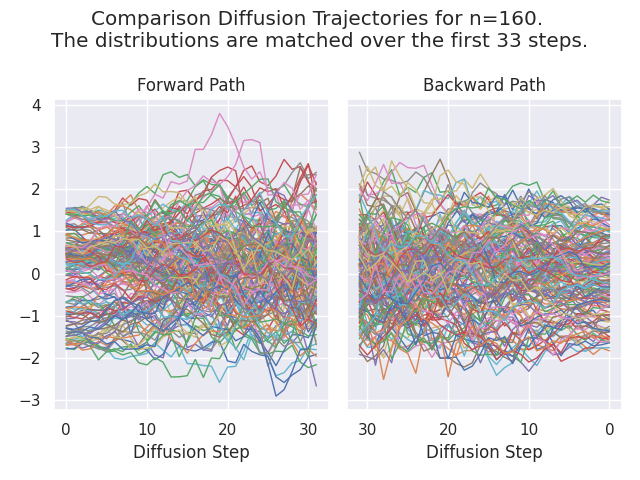 Comparison Diffusion Trajectories for n=160.
The distributions are matched over the first 33 steps.
Forward Path
Backward Path
4
3
2
1
0
−1
−2
−3
0 10 20 30
30 20 10 0
Diffusion Step
Diffusion Step